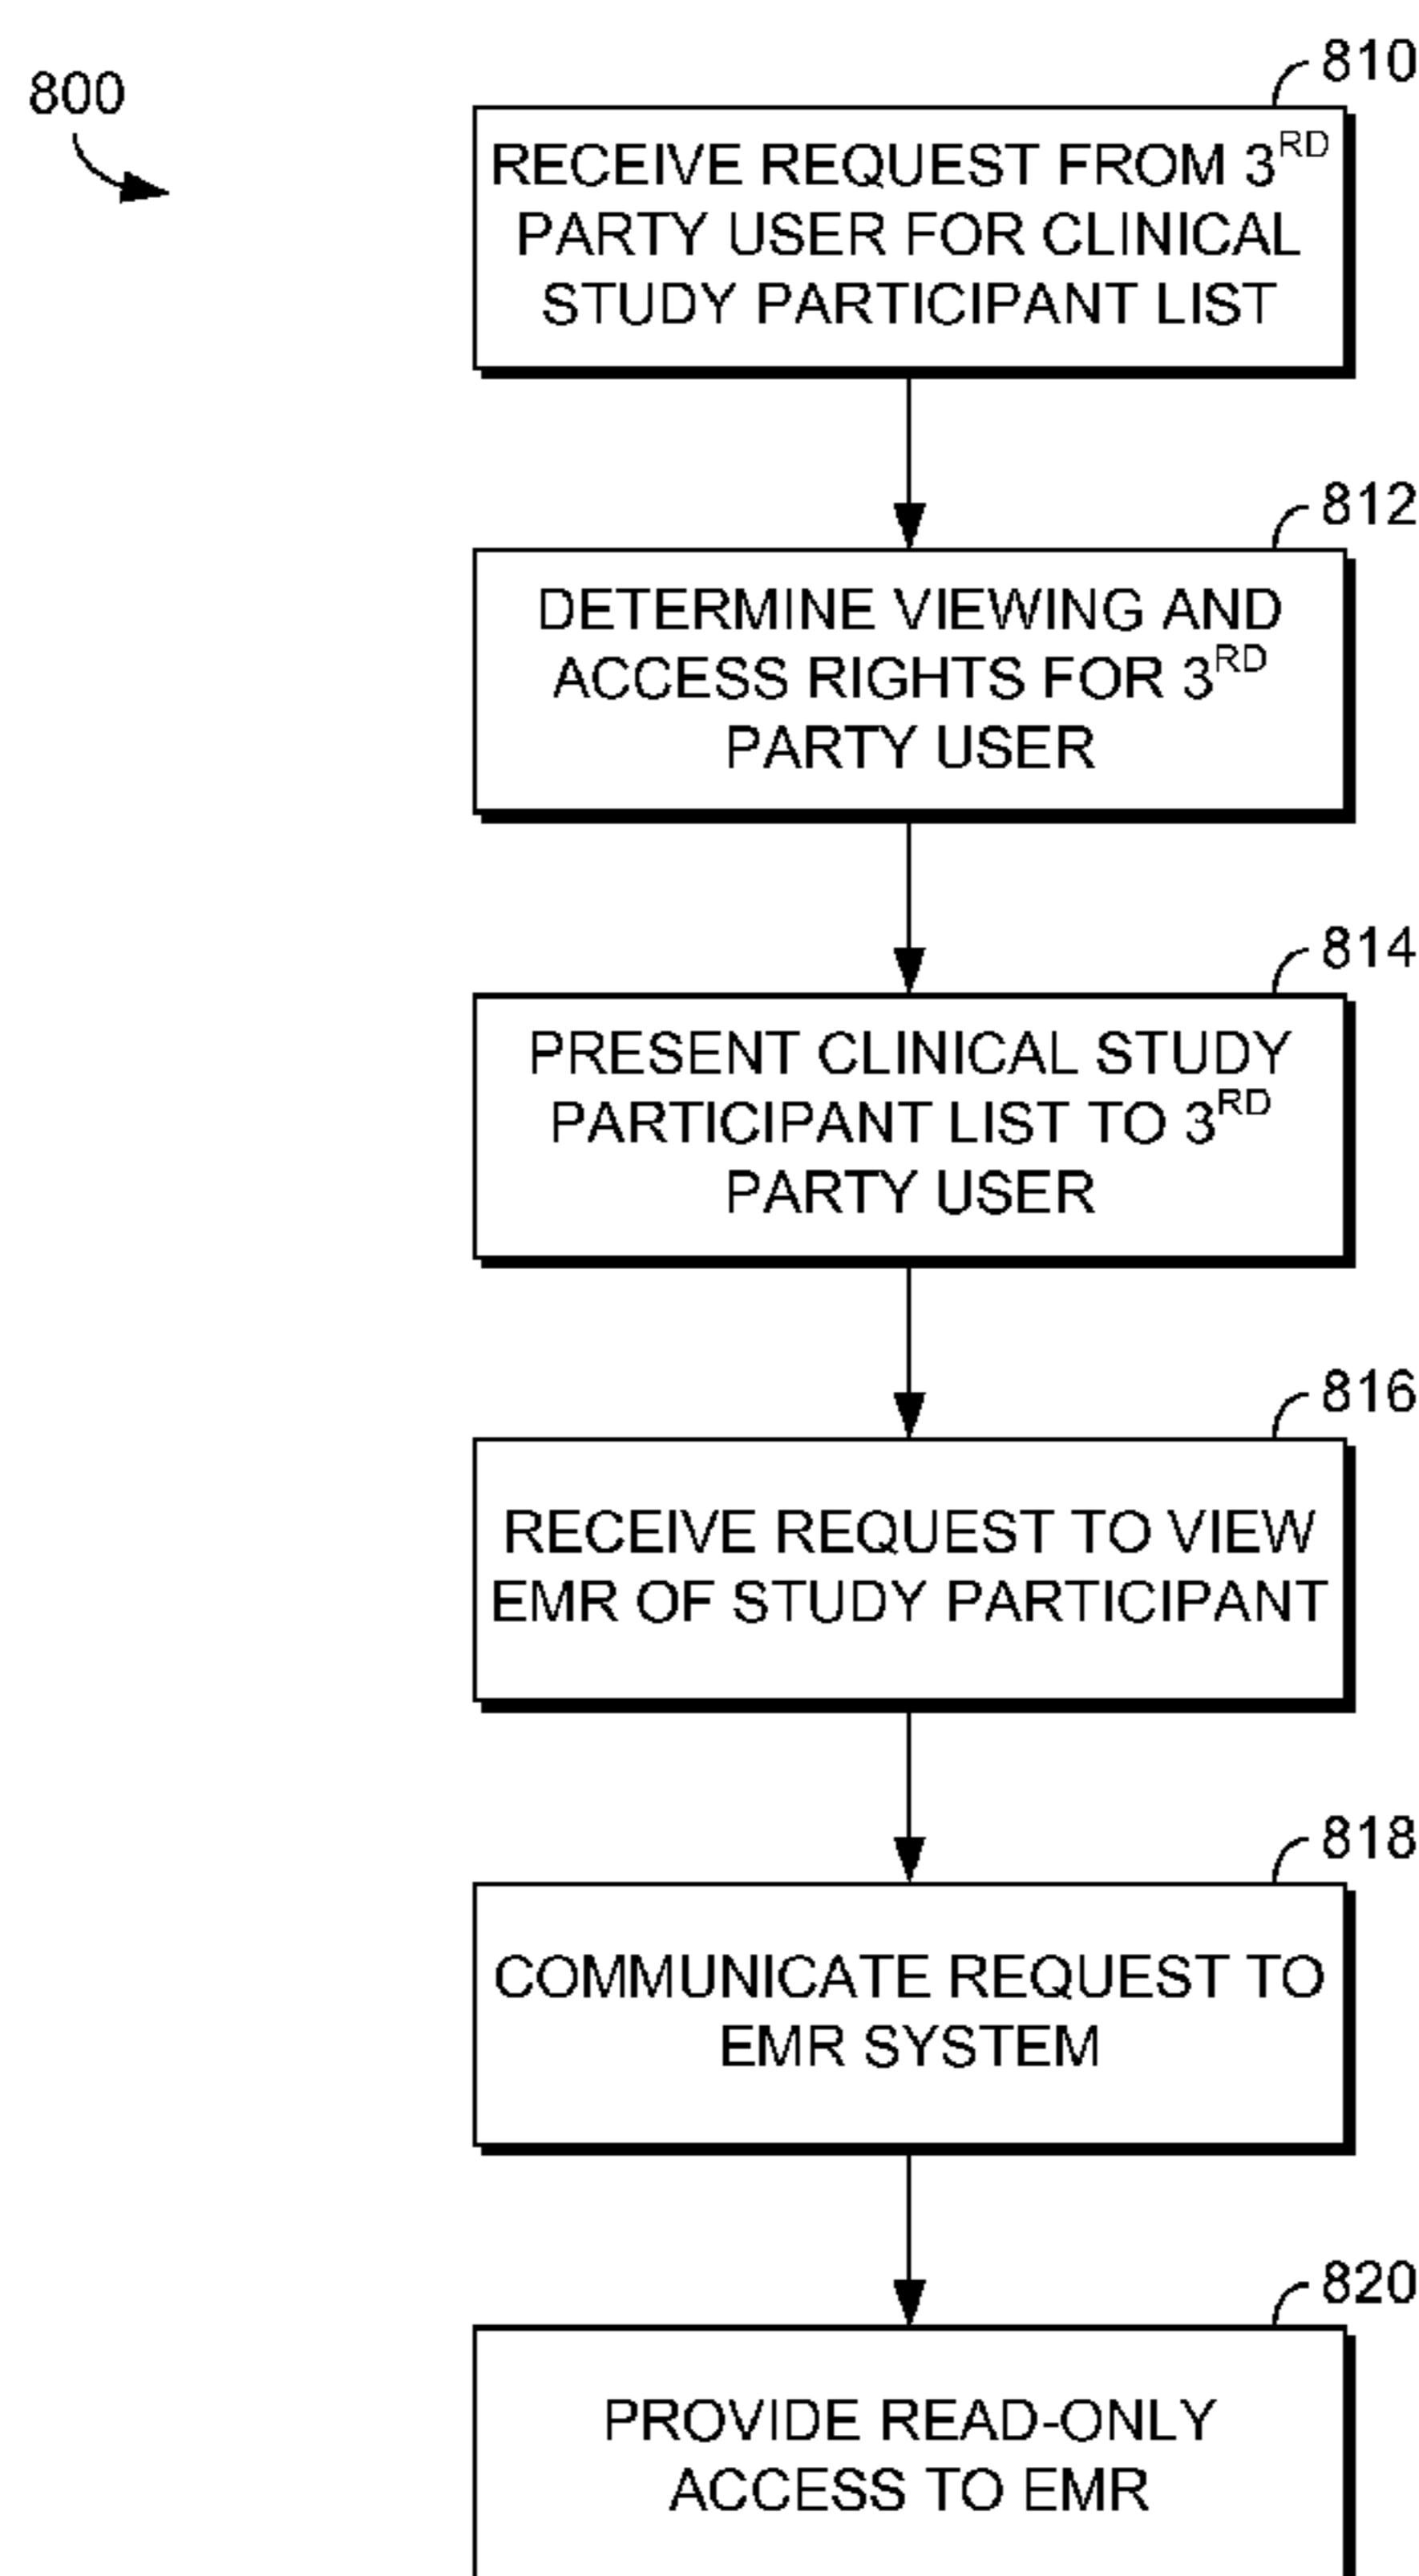 800
810
RECEIVE REQUEST FROM 3RD
PARTY USER FOR CLINICAL
STUDY PARTICIPANT LIST
812
DETERMINE VIEWING AND
ACCESS RIGHTS FOR 3RD
PARTY USER
814
PRESENT CLINICAL STUDY
PARTICIPANT LIST TO 3RD
PARTY USER
816
RECEIVE REQUEST TO VIEW
EMR OF STUDY PARTICIPANT
818
COMMUNICATE REQUEST TO
EMR SYSTEM
820
PROVIDE READ-ONLY
ACCESS TO EMR